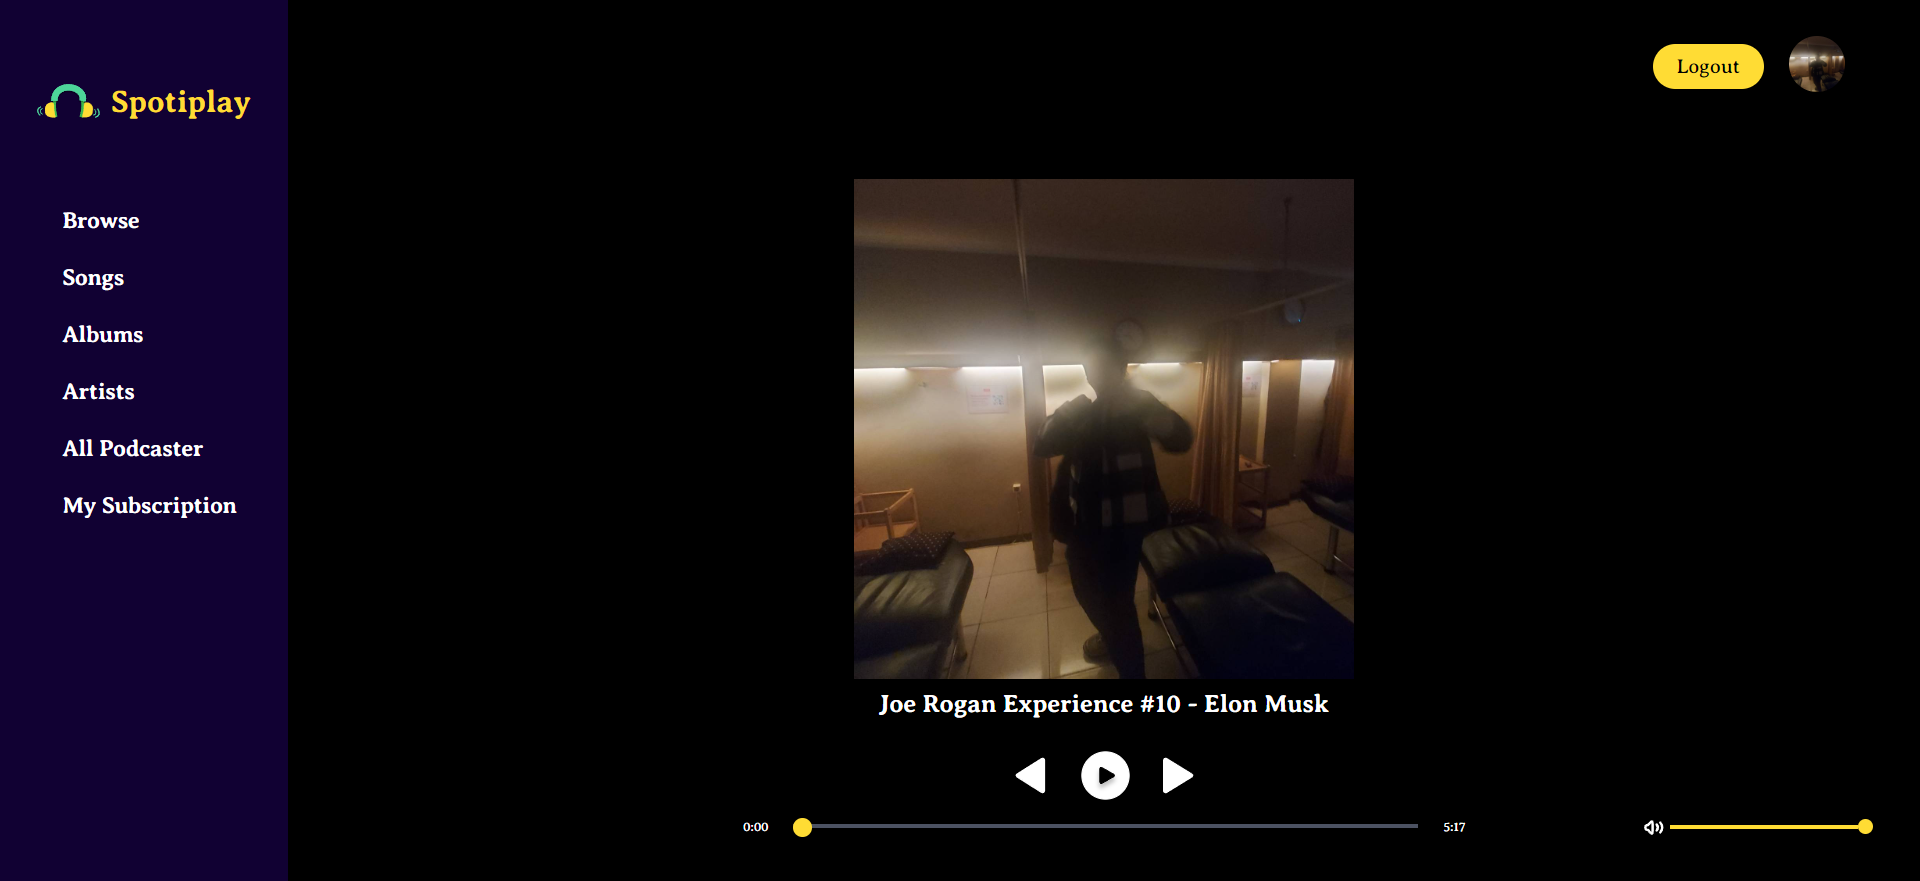 Spotiplay
Logout
Browse
Songs
Albums
Artists
All Podcaster
My Subscription
Joe Rogan Experience #10 - Elon Musk
0:00
5:17